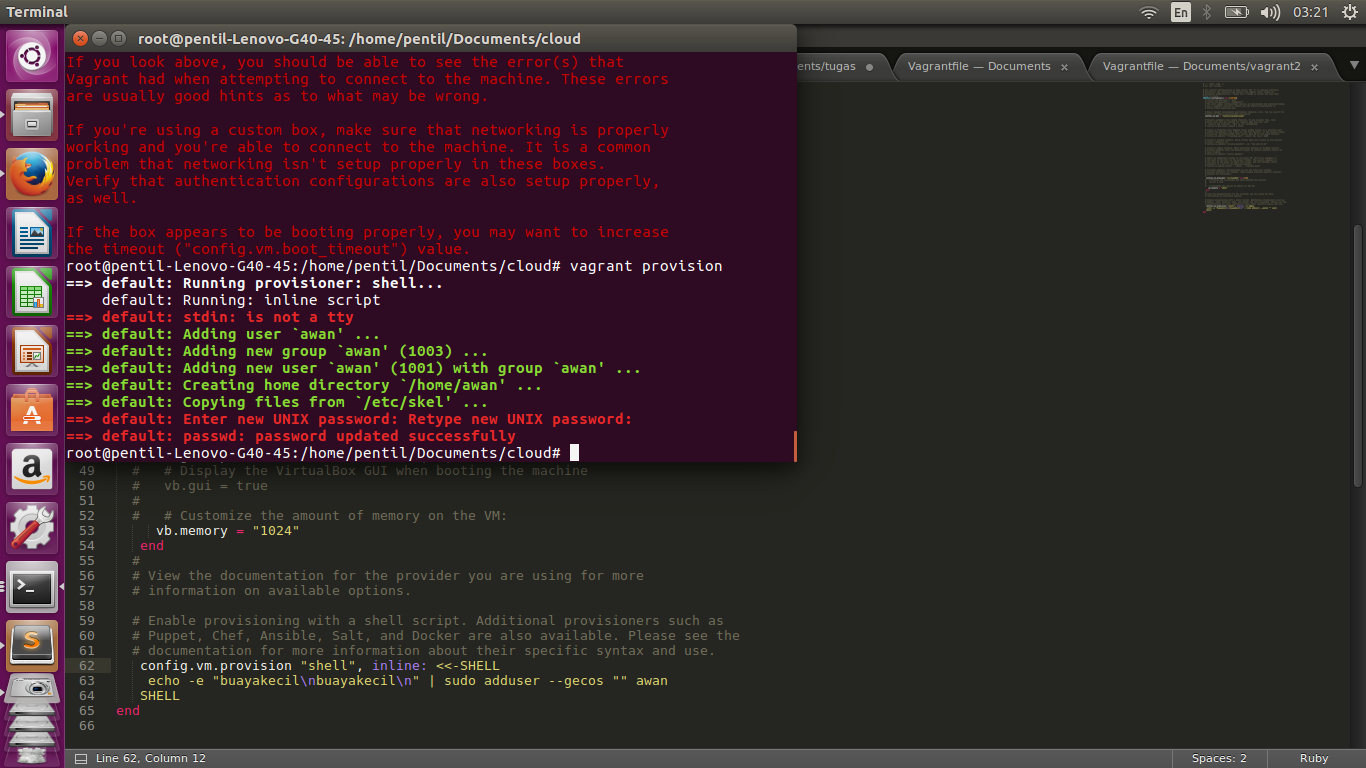 Terminal
En
03:21
root@pentil-Lenovo-G40-45: /home/pentil/Documents/cloud
ents/tugas
Vagrantfile — Documents
Vagrantfile — Documents/vagrant2
If you look above, you should be able to see the error(s) that
Vagrant had when attempting to connect to the machine. These errors
are usually good hints as to what may be wrong.
If you're using a custom box, make sure that networking is properly
working and you're able to connect to the machine. It is a common
problem that networking isn't setup properly in these boxes.
Verify that authentication configurations are also setup properly,
as well.
If the box appears to be booting properly, you may want to increase
the timeout ("config.vm.boot_timeout") value.
root@pentil-Lenovo-G40-45:/home/pentil/Documents/cloud# vagrant provision
==> default: Running provisioner: shell...
default: Running: inline script
==> default: stdin: is not a tty
==> default: Adding user `awan' ...
==> default: Adding new group `awan' (1003) ...
==> default: Adding new user `awan' (1001) with group `awan' ...
==> default: Creating home directory `/home/awan' ...
==> default: Copying files from `/etc/skel' ...
==> default: Enter new UNIX password: Retype new UNIX password:
==> default: passwd: password updated successfully
root@pentil-Lenovo-G40-45:/home/pentil/Documents/cloud#
49 #   # Display the VirtualBox GUI when booting the machine
50 #   vb.gui = true
51 #
52 #   # Customize the amount of memory on the VM:
53 vb.memory = "1024"
54 end
55 #
56 # View the documentation for the provider you are using for more
57 # information on available options.
58
59 # Enable provisioning with a shell script. Additional provisioners such as
60 # Puppet, Chef, Ansible, Salt, and Docker are also available. Please see the
61 # documentation for more information about their specific syntax and use.
62 config.vm.provision "shell", inline: <<-SHELL
63 echo -e "buayakecil\nbuayakecil\n" | sudo adduser --gecos "" awan
64 SHELL
65 end
66
Line 62, Column 12
Spaces: 2
Ruby